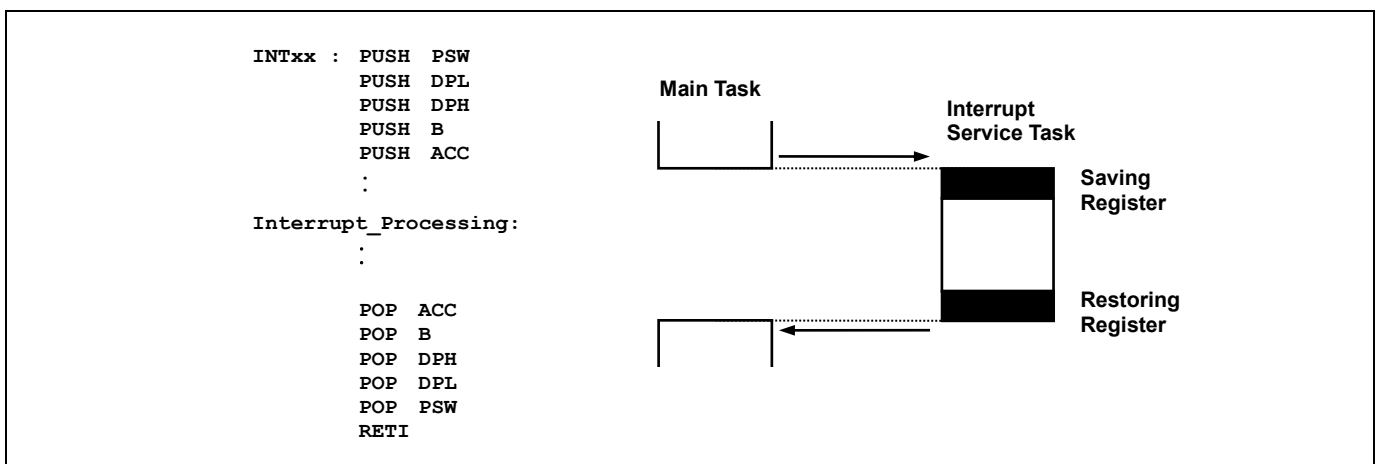 INTxx : PUSH PSW
PUSH DPL
PUSH DPH
PUSH B
PUSH ACC
:
Interrupt_Processing:
:
POP ACC
POP B
POP DPH
POP DPL
POP PSW
RETI
Main Task
Interrupt
Service Task
Saving
Register
Restoring
Register